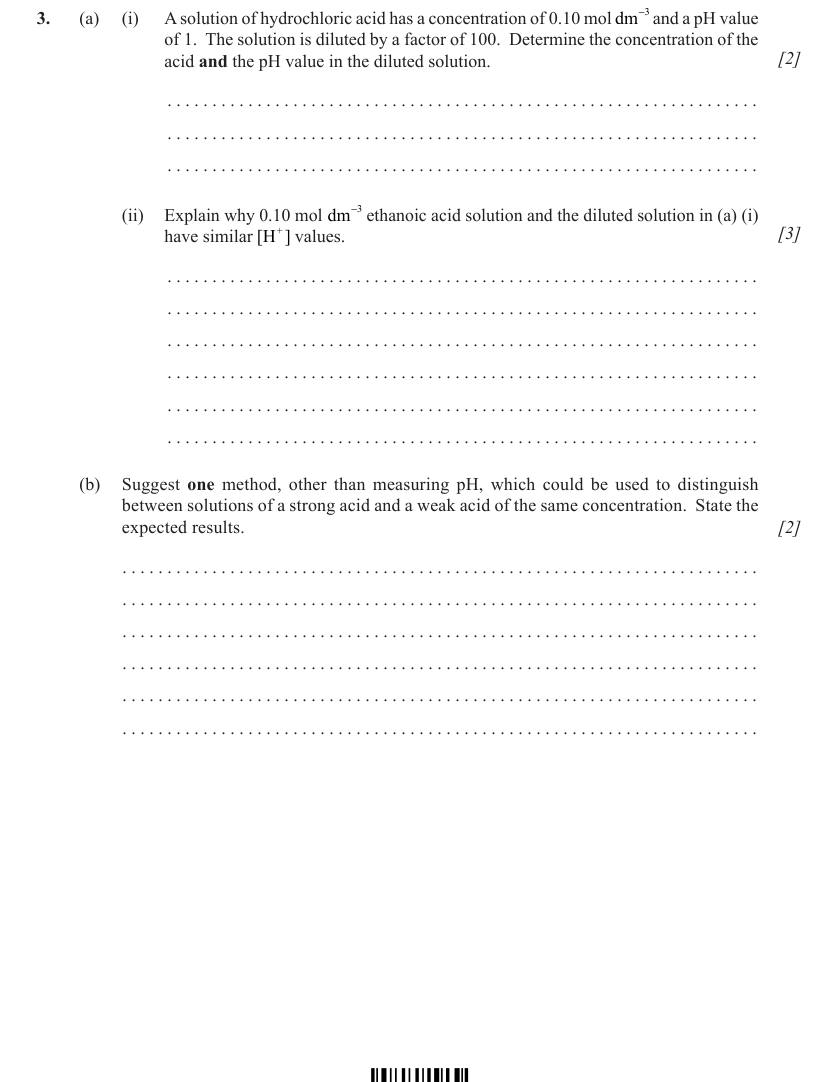 3. (a) (i) A solution of hydrochloric acid has a concentration of 0.10 mol dm⁻³ and a pH value
of 1. The solution is diluted by a factor of 100. Determine the concentration of the
acid and the pH value in the diluted solution. [2]
(ii) Explain why 0.10 mol dm⁻³ ethanoic acid solution and the diluted solution in (a) (i)
have similar [H⁺] values. [3]
(b) Suggest one method, other than measuring pH, which could be used to distinguish
between solutions of a strong acid and a weak acid of the same concentration. State the
expected results. [2]